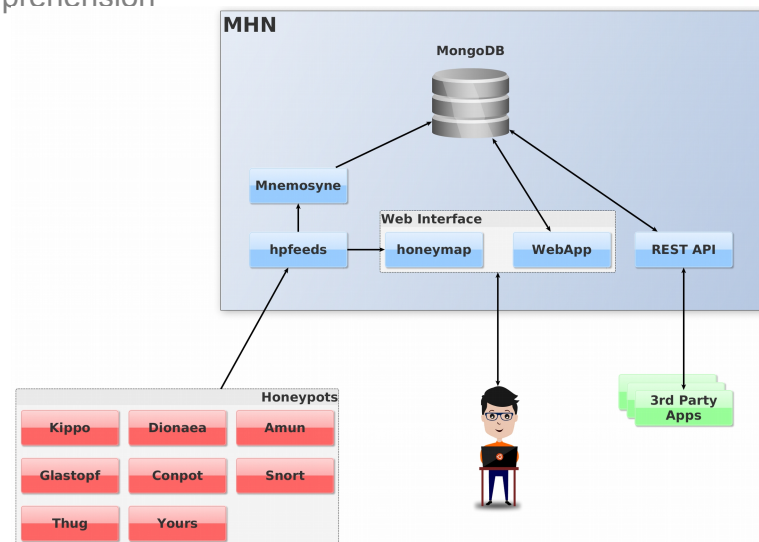 prehension
MHN
MongoDB
Mnemosyne
Web Interface
hpfeeds
honeymap
WebApp
REST API
Honeypots
3rd Party
Apps
Kippo
Dionaea
Amun
Glastopf
Conpot
Snort
Thug
Yours